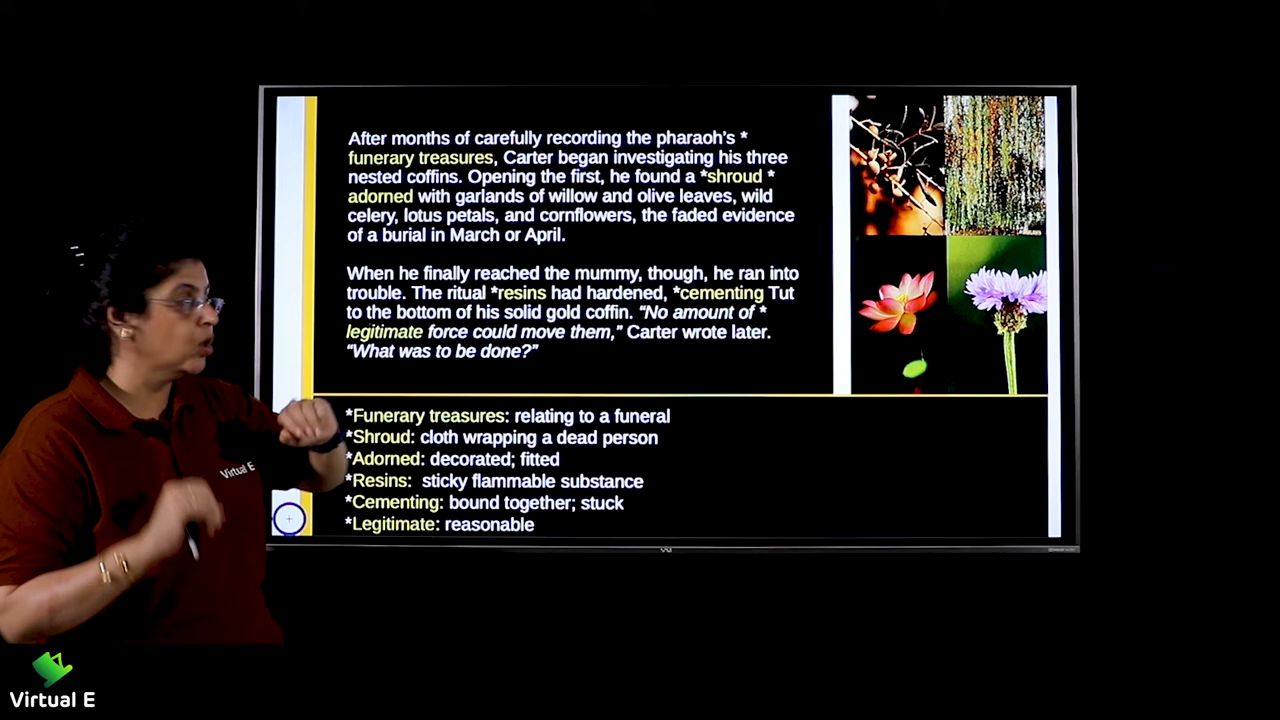 After months of carefully recording the pharaoh's *
funerary treasures, Carter began investigating his three
nested coffins. Opening the first, he found a *shroud *
adorned with garlands of willow and olive leaves, wild
celery, lotus petals, and cornflowers, the faded evidence
of a burial in March or April.
When he finally reached the mummy, though, he ran into
trouble. The ritual *resins had hardened, *cementing Tut
to the bottom of his solid gold coffin. "No amount of *
legitimate force could move them," Carter wrote later.
"What was to be done?"
*Funerary treasures: relating to a funeral
*Shroud: cloth wrapping a dead person
*Adorned: decorated; fitted
*Resins: sticky flammable substance
*Cementing: bound together; stuck
*Legitimate: reasonable
Virtual E
Virtual E